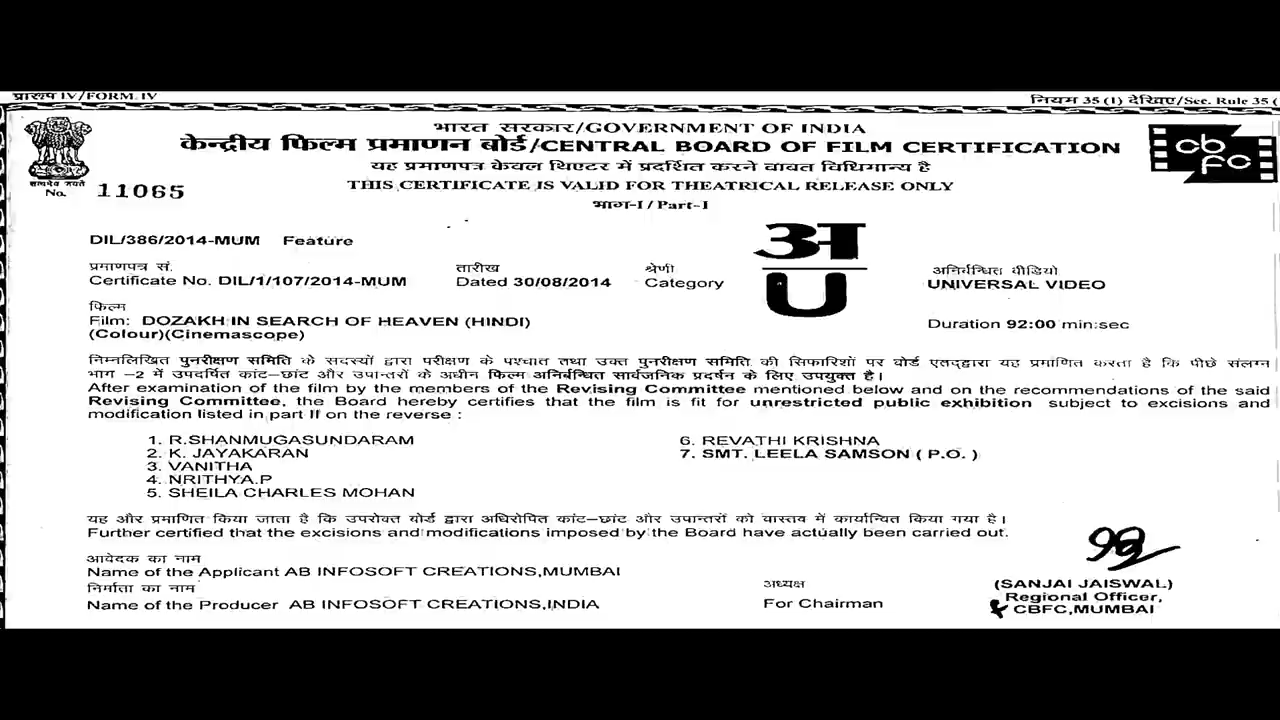 प्रारूप IV/FORM. IV
नियम 35 (1) देखिए/See. Rule 35 (
भारत सरकार/GOVERNMENT OF INDIA
केन्द्रीय फिल्म प्रमाणन बोर्ड/CENTRAL BOARD OF FILM CERTIFICATION
cb
fc
यह प्रमाणपत्र केवल थिएटर में प्रदर्शित करने बावत विधिमान्य है
सत्यमेव जयते
No. 11065
THIS CERTIFICATE IS VALID FOR THEATRICAL RELEASE ONLY
भाग-I / Part-I
DIL/386/2014-MUM Feature
अ
U
प्रमाणपत्र सं. तारीख श्रेणी अनिर्बन्धित वीडियो
Certificate No. DIL/1/107/2014-MUM Dated 30/08/2014 Category UNIVERSAL VIDEO
फिल्म
Film: DOZAKH IN SEARCH OF HEAVEN (HINDI) Duration 92:00 min:sec
(Colour)(Cinemascope)
निम्नलिखित पुनरीक्षण समिति के सदस्यों द्वारा परीक्षण के पश्चात तथा उक्त पुनरीक्षण समिति की सिफारिशों पर बोर्ड एतद्द्वारा यह प्रमाणित करता है कि पीछे संलग्न
भाग -2 में उपदर्षित कांट-छांट और उपान्तरों के अधीन फिल्म अनिर्बन्धित सार्वजनिक प्रदर्षन के लिए उपयुक्त है।
After examination of the film by the members of the Revising Committee mentioned below and on the recommendations of the said
Revising Committee, the Board hereby certifies that the film is fit for unrestricted public exhibition subject to excisions and
modification listed in part II on the reverse :
1. R.SHANMUGASUNDARAM
2. K. JAYAKARAN
3. VANITHA
4. NRITHYA.P
5. SHEILA CHARLES MOHAN
6. REVATHI KRISHNA
7. SMT. LEELA SAMSON ( P.O. )
यह और प्रमाणित किया जाता है कि उपरोक्त बोर्ड द्वारा अधिरोपित कांट-छांट और उपान्तरों को वास्तव में कार्यान्वित किया गया है।
Further certified that the excisions and modifications imposed by the Board have actually been carried out.
आवेदक का नाम
Name of the Applicant AB INFOSOFT CREATIONS,MUMBAI
निर्माता का नाम
Name of the Producer AB INFOSOFT CREATIONS,INDIA
अध्यक्ष
For Chairman
(SANJAI JAISWAL)
Regional Officer,
CBFC,MUMBAI